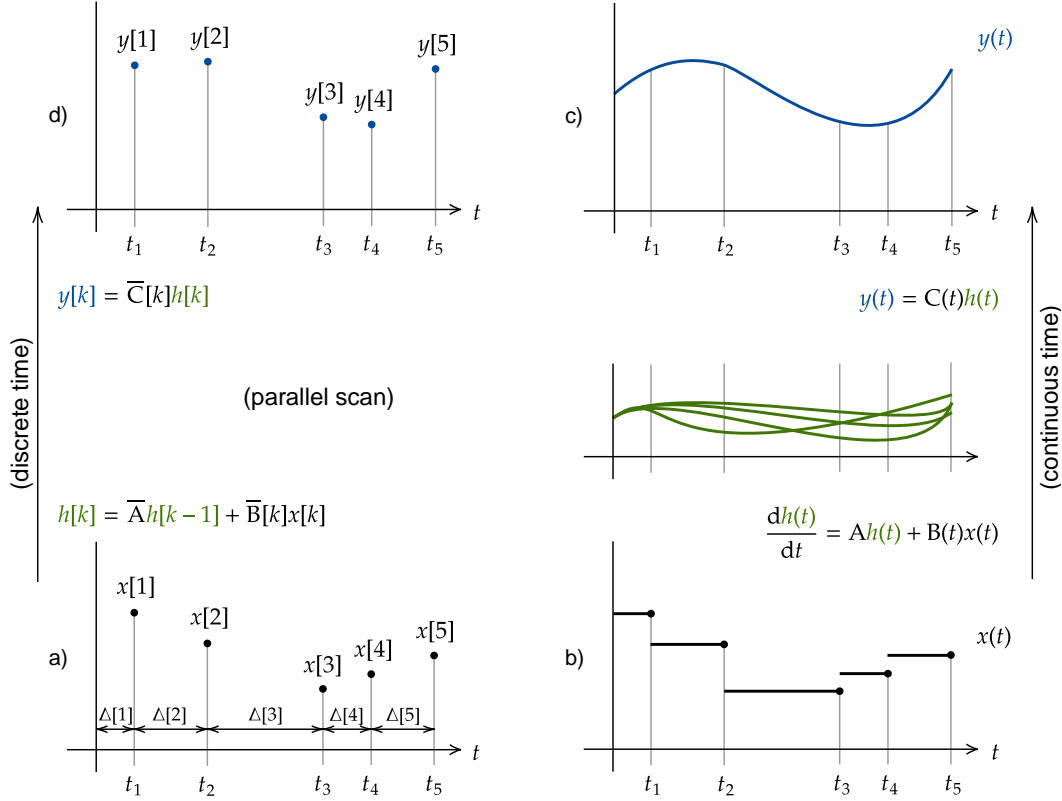 y[1] y[2] y[3] y[4] y[5]
d)
t
t₁ t₂ t₃ t₄ t₅
y[k] = C̅[k]h[k]
(discrete time)
(parallel scan)
h[k] = A̅h[k − 1] + B̅[k]x[k]
x[1] x[2] x[3] x[4] x[5]
a)
Δ[1] Δ[2] Δ[3] Δ[4] Δ[5]
t
t₁ t₂ t₃ t₄ t₅
y(t)
c)
t
t₁ t₂ t₃ t₄ t₅
y(t) = C(t)h(t)
(continuous time)
dh(t)/dt = Ah(t) + B(t)x(t)
x(t)
b)
t
t₁ t₂ t₃ t₄ t₅